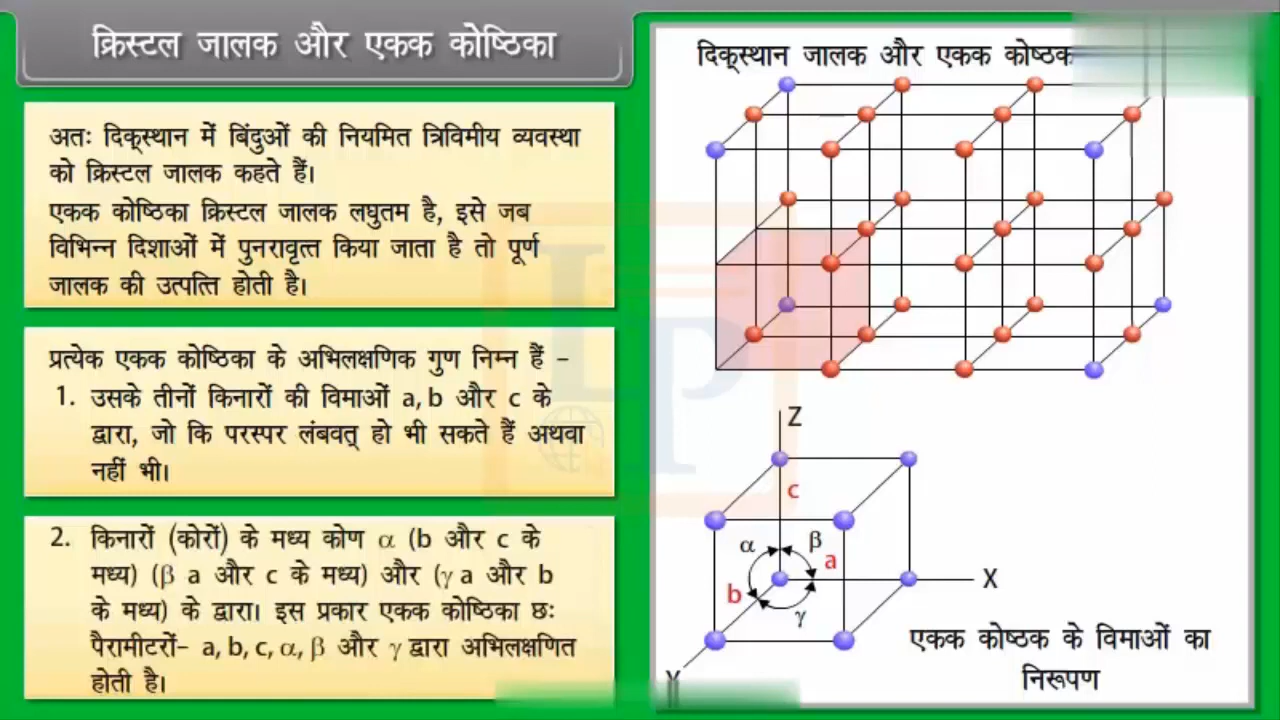 क्रिस्टल जालक और एकक कोष्ठिका
अतः दिक्स्थान में बिंदुओं की नियमित त्रिविमीय व्यवस्था
को क्रिस्टल जालक कहते हैं।
एकक कोष्ठिका क्रिस्टल जालक लघुतम है, इसे जब
विभिन्न दिशाओं में पुनरावृत्त किया जाता है तो पूर्ण
जालक की उत्पत्ति होती है।
प्रत्येक एकक कोष्ठिका के अभिलक्षणिक गुण निम्न हैं –
1. उसके तीनों किनारों की विमाओं a, b और c के
द्वारा, जो कि परस्पर लंबवत् हो भी सकते हैं अथवा
नहीं भी।
2. किनारों (कोरों) के मध्य कोण α (b और c के
मध्य) (β a और c के मध्य) और (γ a और b
के मध्य) के द्वारा। इस प्रकार एकक कोष्ठिका छः
पैरामीटरों– a, b, c, α, β और γ द्वारा अभिलक्षणित
होती है।
दिक्स्थान जालक और एकक कोष्ठक
Z
c
α
β
a
X
b
γ
Y
एकक कोष्ठक के विमाओं का
निरूपण